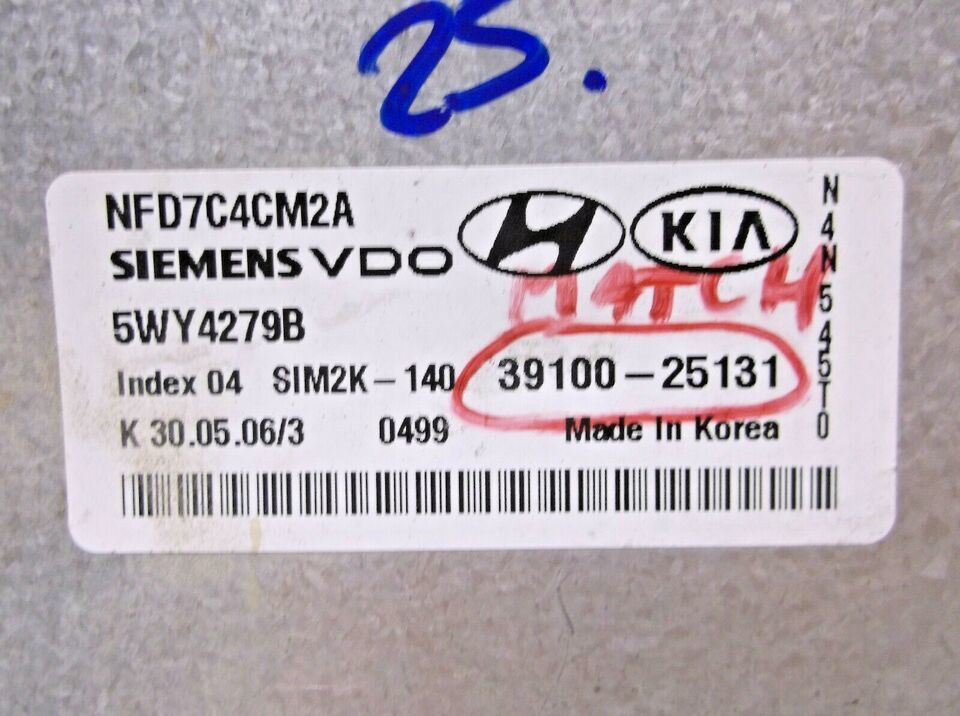 25.
NFD7C4CM2A
SIEMENS VDO
KIA
MATCH
5WY4279B
Index 04 SIM2K-140 39100-25131
K 30.05.06/3 0499 Made In Korea
N4N545T0